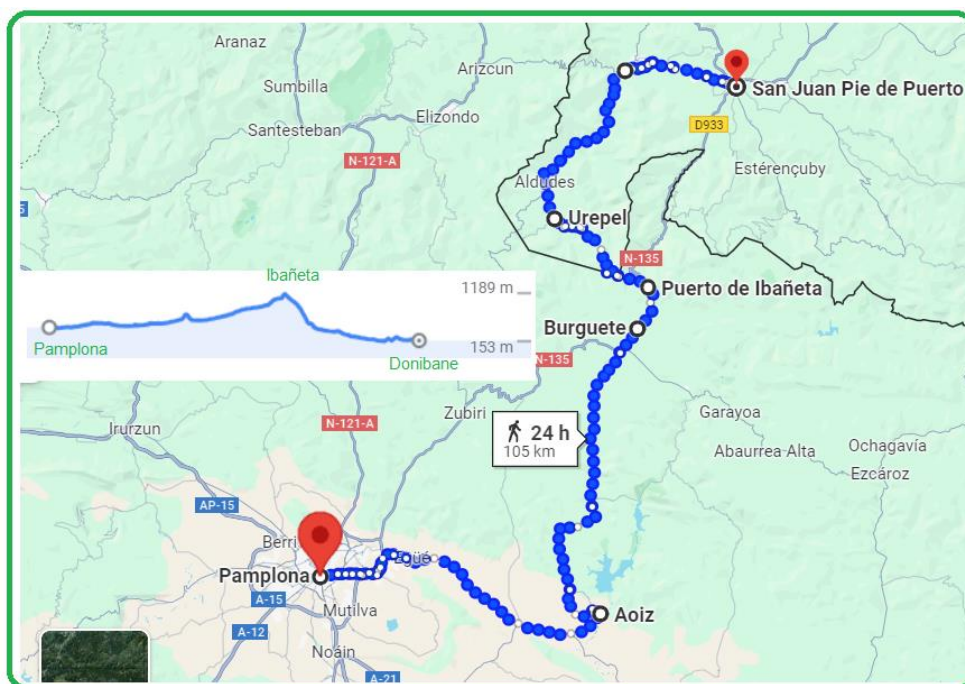 Aranaz
Sumbilla
Arizcun
Elizondo
Santesteban
N-121-A
San Juan Pie de Puerto
D933
Estérençuby
Aldudes
Urepel
N-135
Puerto de Ibañeta
Burguete
Ibañeta
1189 m
Pamplona
153 m
Donibane
N-135
Zubiri
Garayoa
Irurzun
N-121-A
24 h
105 km
Abaurrea Alta
Ochagavía
Ezcároz
AP-15
Berri
Egüé
Pamplona
A-15
Mutilva
Aoiz
A-12
Noáin
A-21